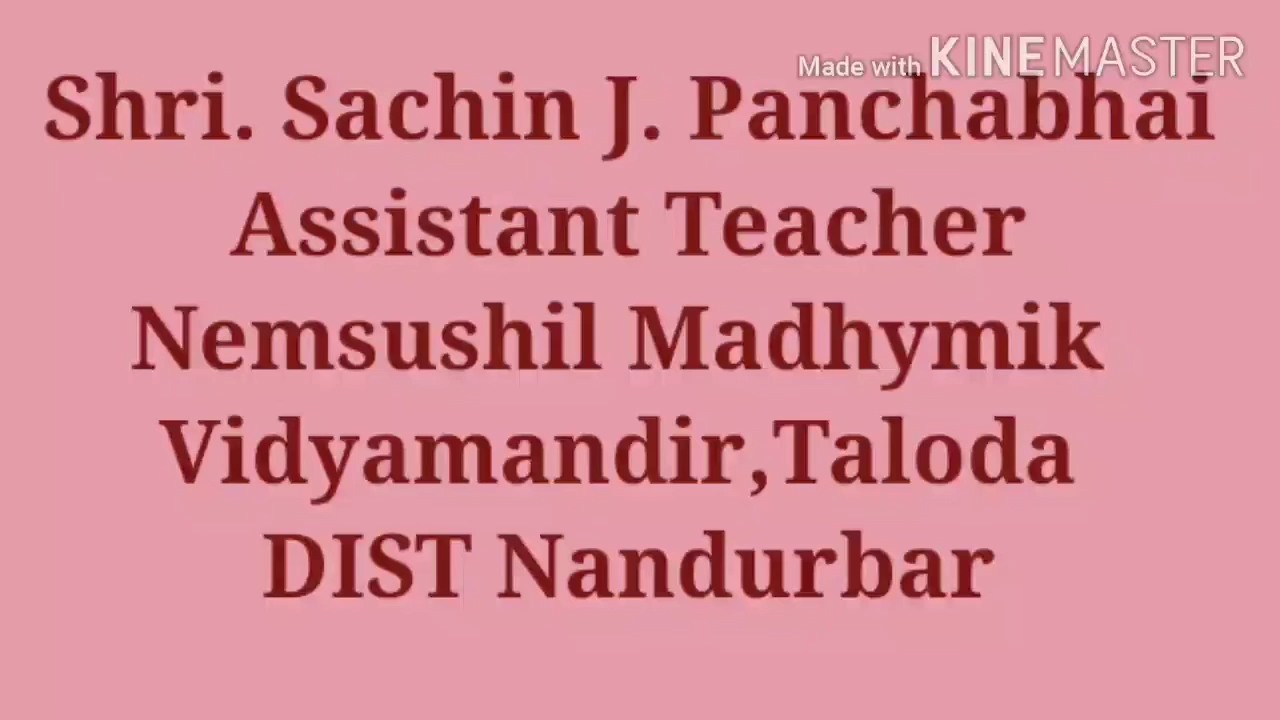 Made with KINEMASTER
Shri. Sachin J. Panchabhai
Assistant Teacher
Nemsushil Madhymik
Vidyamandir,Taloda
DIST Nandurbar